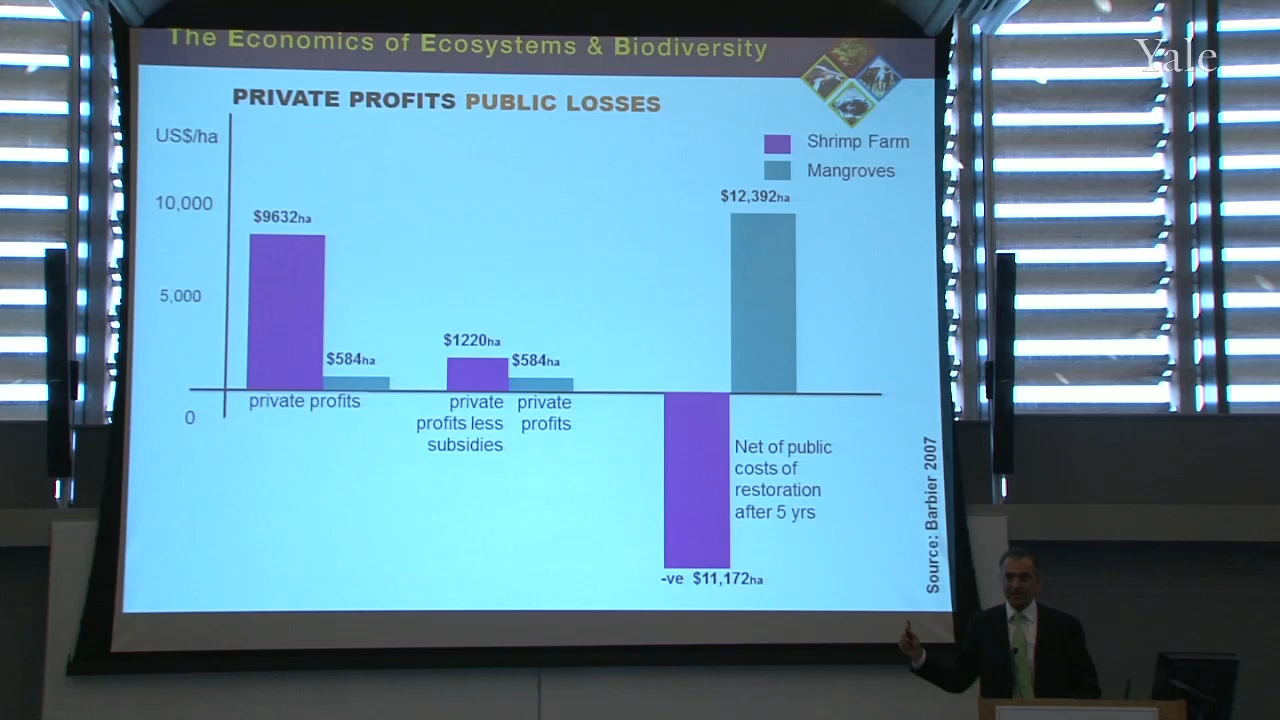 The Economics of Ecosystems & Biodiversity
Yale
PRIVATE PROFITS PUBLIC LOSSES
US$/ha
Shrimp Farm
Mangroves
10,000
5,000
0
$9632ha
$584ha
private profits
$1220ha
$584ha
private
profits less
subsidies
private
profits
$12,392ha
Net of public
costs of
restoration
after 5 yrs
-ve $11,172ha
Source: Barbier 2007